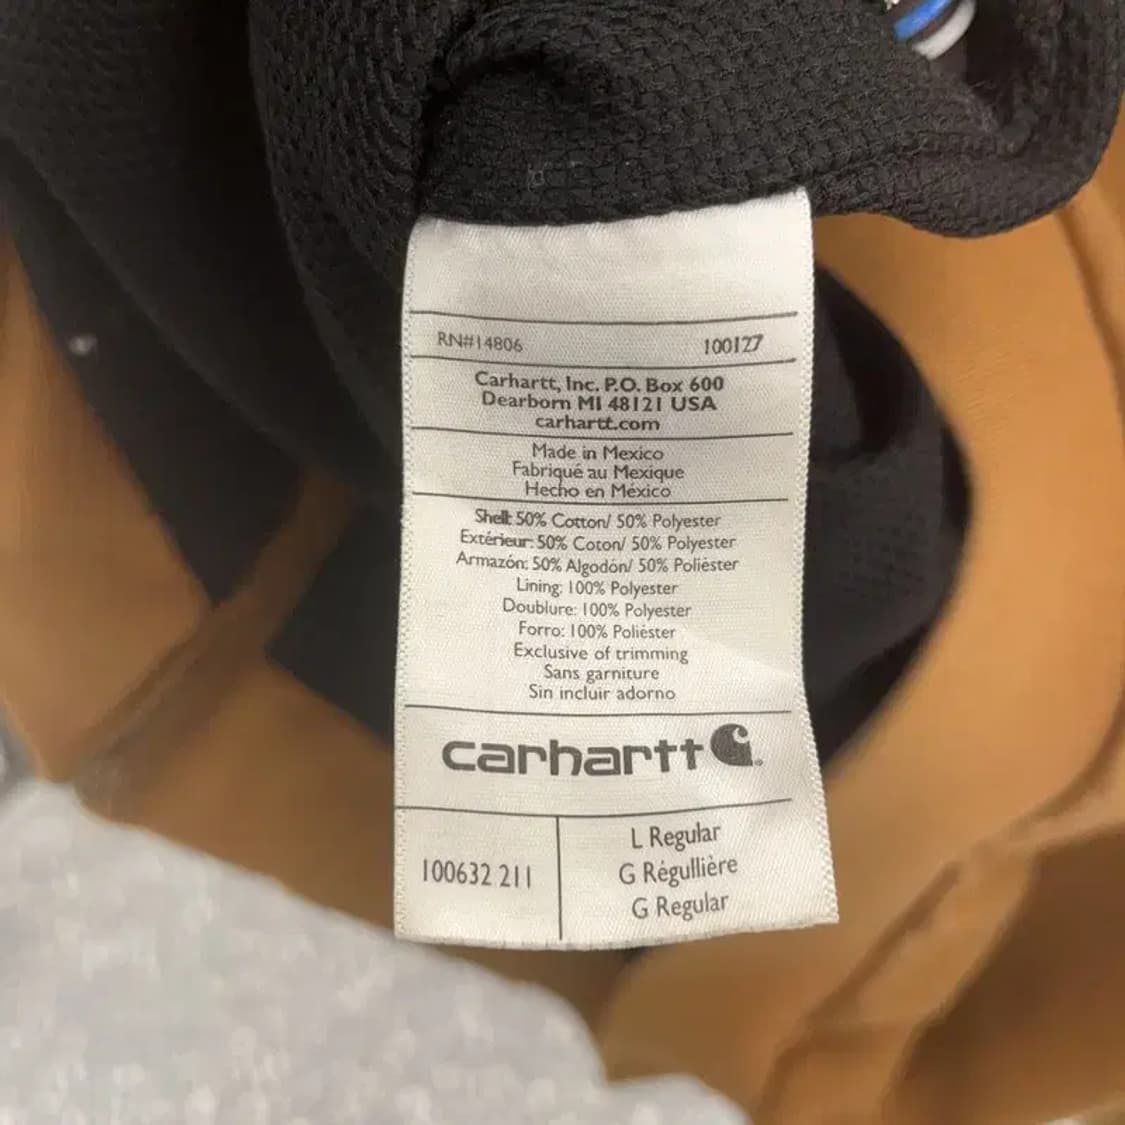 RN#14806 100127
Carhartt, Inc. P.O. Box 600
Dearborn MI 48121 USA
carhartt.com
Made in Mexico
Fabriqué au Mexique
Hecho en México
Shell: 50% Cotton/ 50% Polyester
Extérieur: 50% Coton/ 50% Polyester
Armazón: 50% Algodón/ 50% Poliéster
Lining: 100% Polyester
Doublure: 100% Polyester
Forro: 100% Poliéster
Exclusive of trimming
Sans garniture
Sin incluir adorno
carhartt
100632 211
L Regular
G Régullière
G Regular